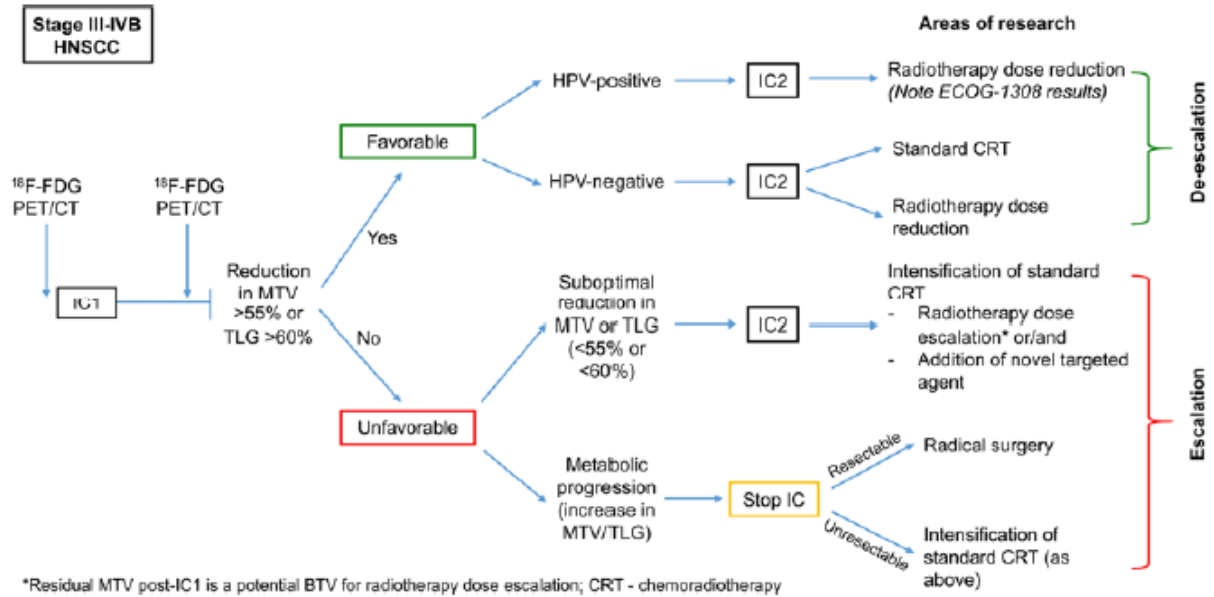 Stage III-IVB
HNSCC
Areas of research
18F-FDG
PET/CT
18F-FDG
PET/CT
IC1
Reduction
in MTV
>55% or
TLG >60%
Yes
No
Favorable
HPV-positive
IC2
Radiotherapy dose reduction
(Note ECOG-1308 results)
HPV-negative
IC2
Standard CRT
Radiotherapy dose
reduction
De-escalation
Unfavorable
Suboptimal
reduction in
MTV or TLG
(<55% or
<60%)
IC2
Intensification of standard
CRT
- Radiotherapy dose
escalation* or/and
- Addition of novel targeted
agent
Metabolic
progression
(increase in
MTV/TLG)
Stop IC
Resectable
Radical surgery
Unresectable
Intensification of
standard CRT (as
above)
Escalation
*Residual MTV post-IC1 is a potential BTV for radiotherapy dose escalation; CRT - chemoradiotherapy